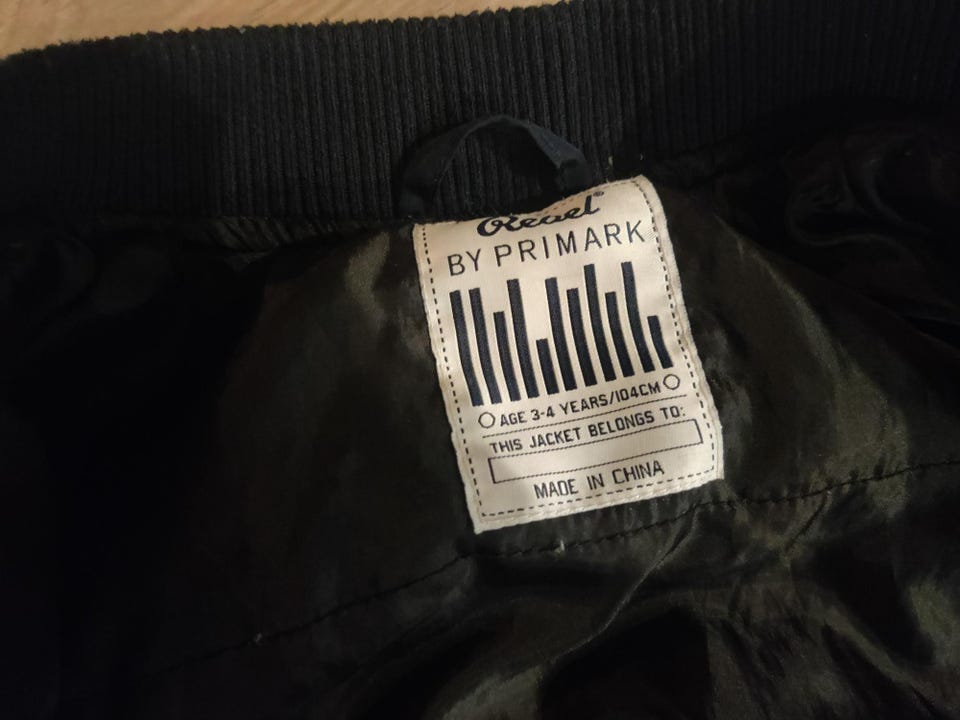 Rebel®
BY PRIMARK
AGE 3-4 YEARS/104CM
THIS JACKET BELONGS TO:
MADE IN CHINA